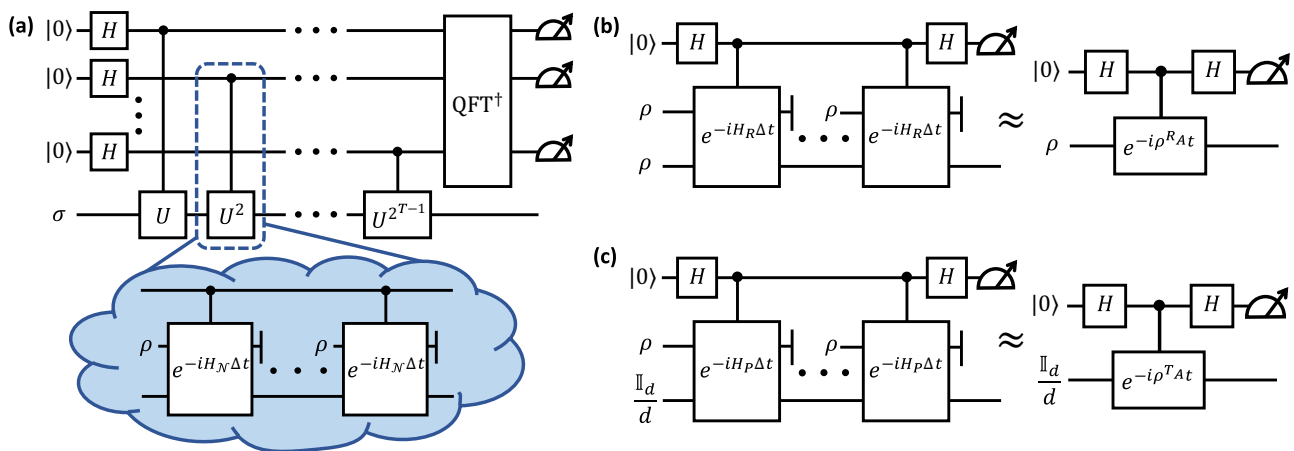 (a)
|0⟩ H
|0⟩ H
|0⟩ H
QFT†
σ U U² U^{2^{T-1}}
ρ e^{-iH_𝒩Δt} ρ e^{-iH_𝒩Δt}
(b)
|0⟩ H H
ρ e^{-iH_RΔt} ρ e^{-iH_RΔt}
ρ
≈
|0⟩ H H
ρ e^{-iρ^{R_A}t}
(c)
|0⟩ H H
ρ e^{-iH_PΔt} ρ e^{-iH_PΔt}
𝕀_d/d
≈
|0⟩ H H
𝕀_d/d e^{-iρ^{T_A}t}